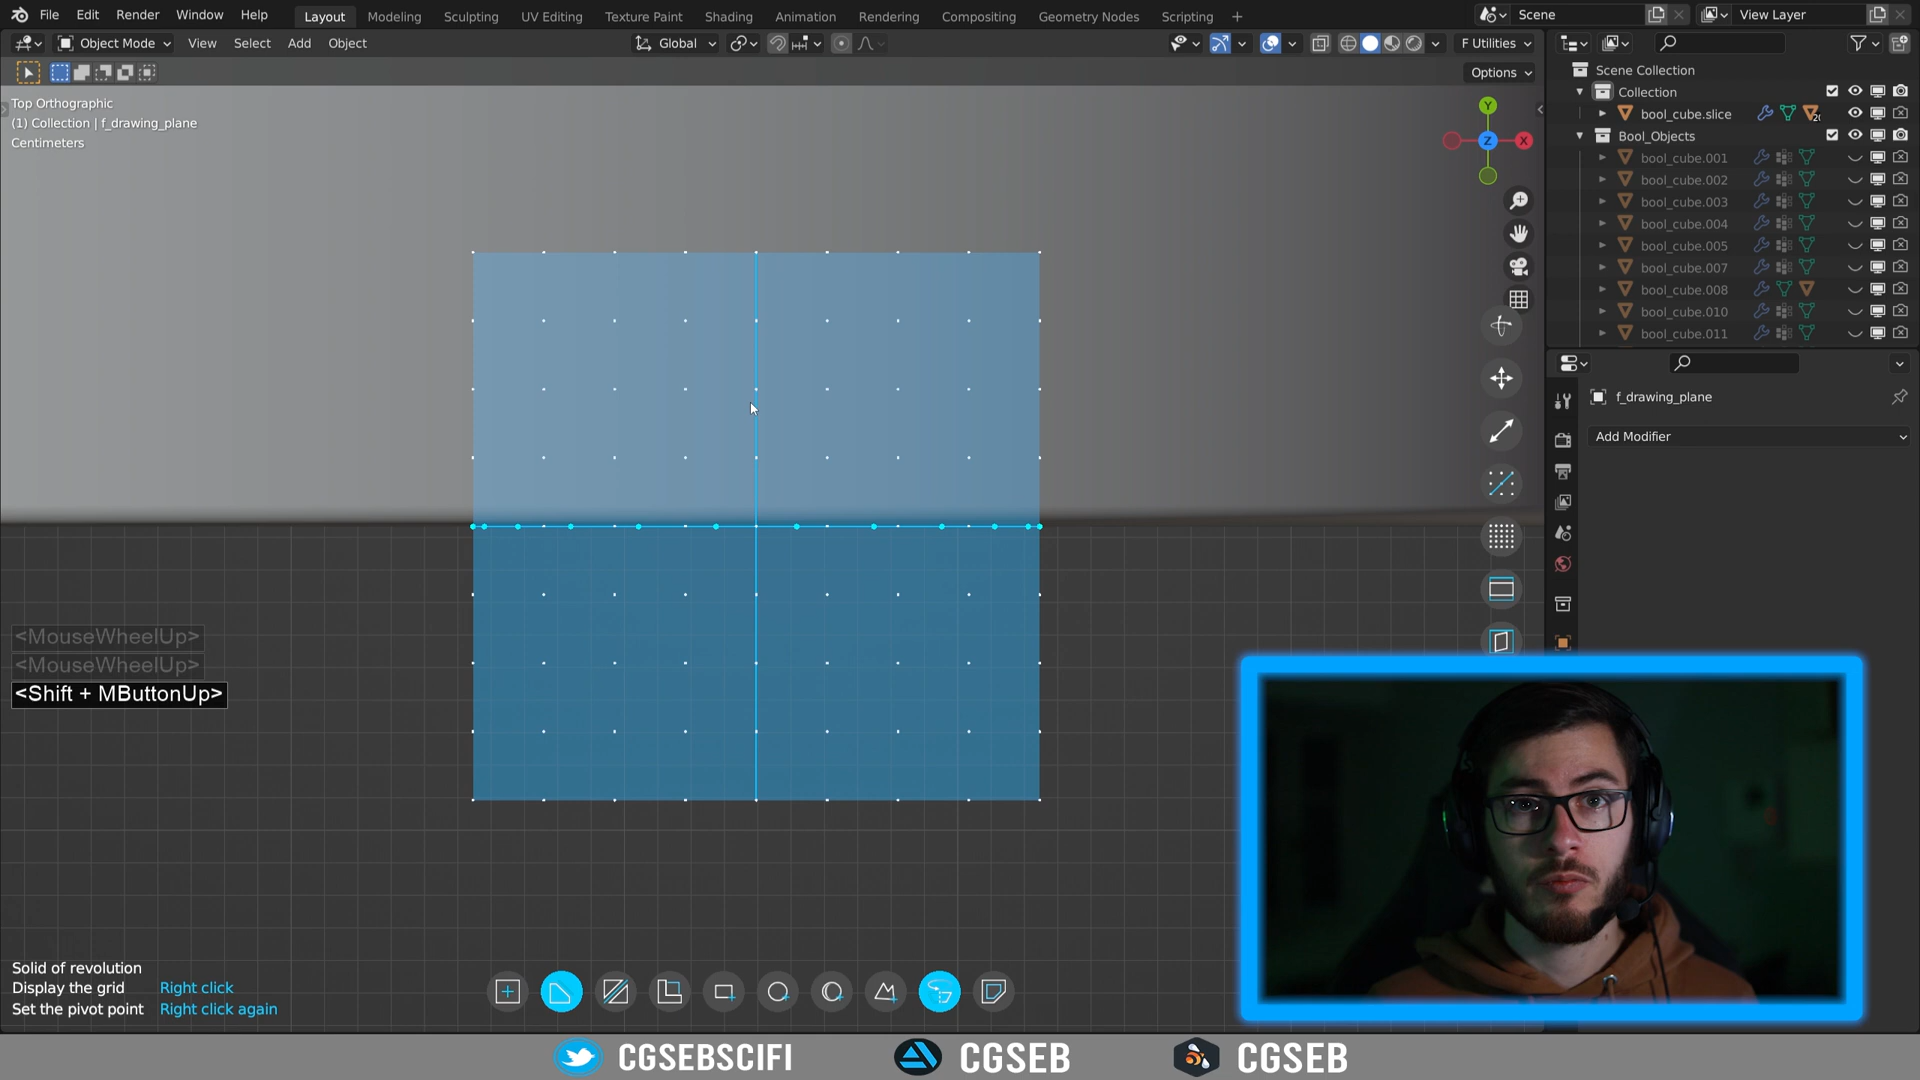 File Edit Render Window Help Layout Modeling Sculpting UV Editing Texture Paint Shading Animation Rendering Compositing Geometry Nodes Scripting + Scene View Layer
Object Mode View Select Add Object Global F Utilities
Options
Top Orthographic
(1) Collection | f_drawing_plane
Centimeters
Y
Z
X
Scene Collection
Collection
bool_cube.slice
Bool_Objects
bool_cube.001
bool_cube.002
bool_cube.003
bool_cube.004
bool_cube.005
bool_cube.007
bool_cube.008
bool_cube.010
bool_cube.011
f_drawing_plane
Add Modifier
<MouseWheelUp>
<MouseWheelUp>
<Shift + MButtonUp>
Solid of revolution
Display the grid Right click
Set the pivot point Right click again
CGSEBSCIFI CGSEB CGSEB